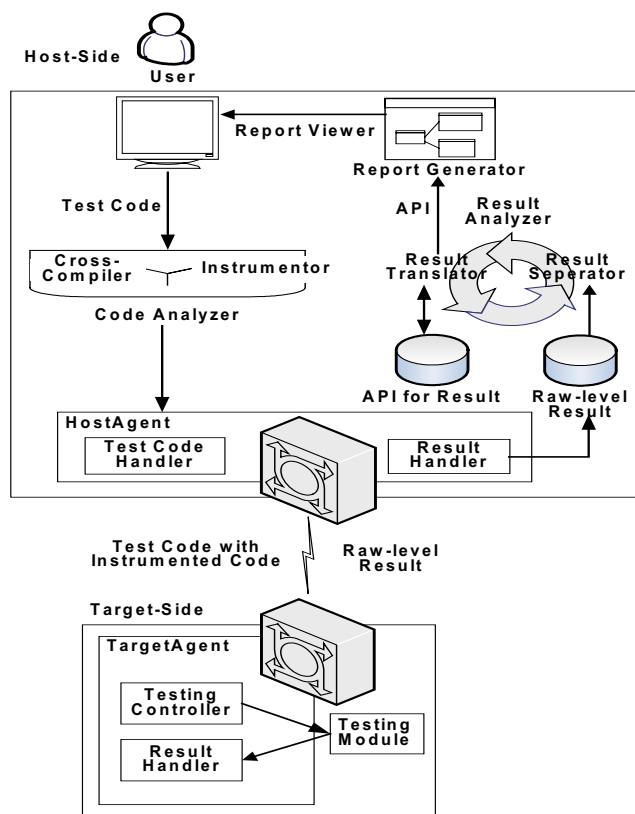 Host-Side
User
Report Viewer
Report Generator
Test Code
API
Result
Analyzer
Cross-
Compiler
Instrumentor
Result
Translator
Result
Seperator
Code Analyzer
API for Result
Raw-level
Result
HostAgent
Test Code
Handler
Result
Handler
Test Code with
Instrumented Code
Raw-level
Result
Target-Side
TargetAgent
Testing
Controller
Testing
Module
Result
Handler